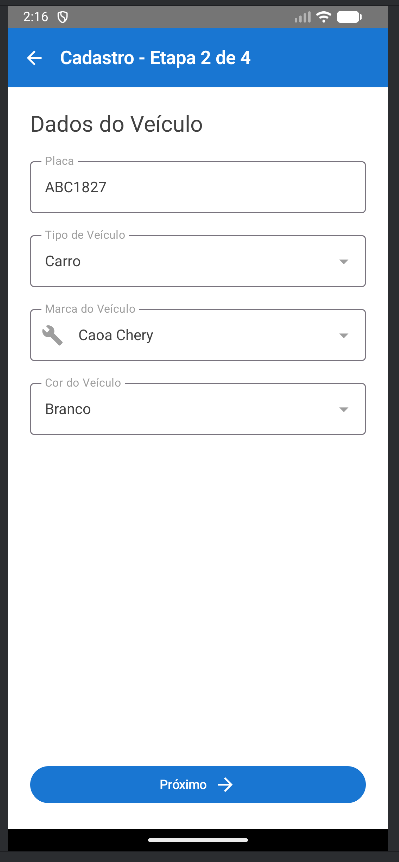 2:16
Cadastro - Etapa 2 de 4
Dados do Veículo
Placa
ABC1827
Tipo de Veículo
Carro
Marca do Veículo
Caoa Chery
Cor do Veículo
Branco
Próximo